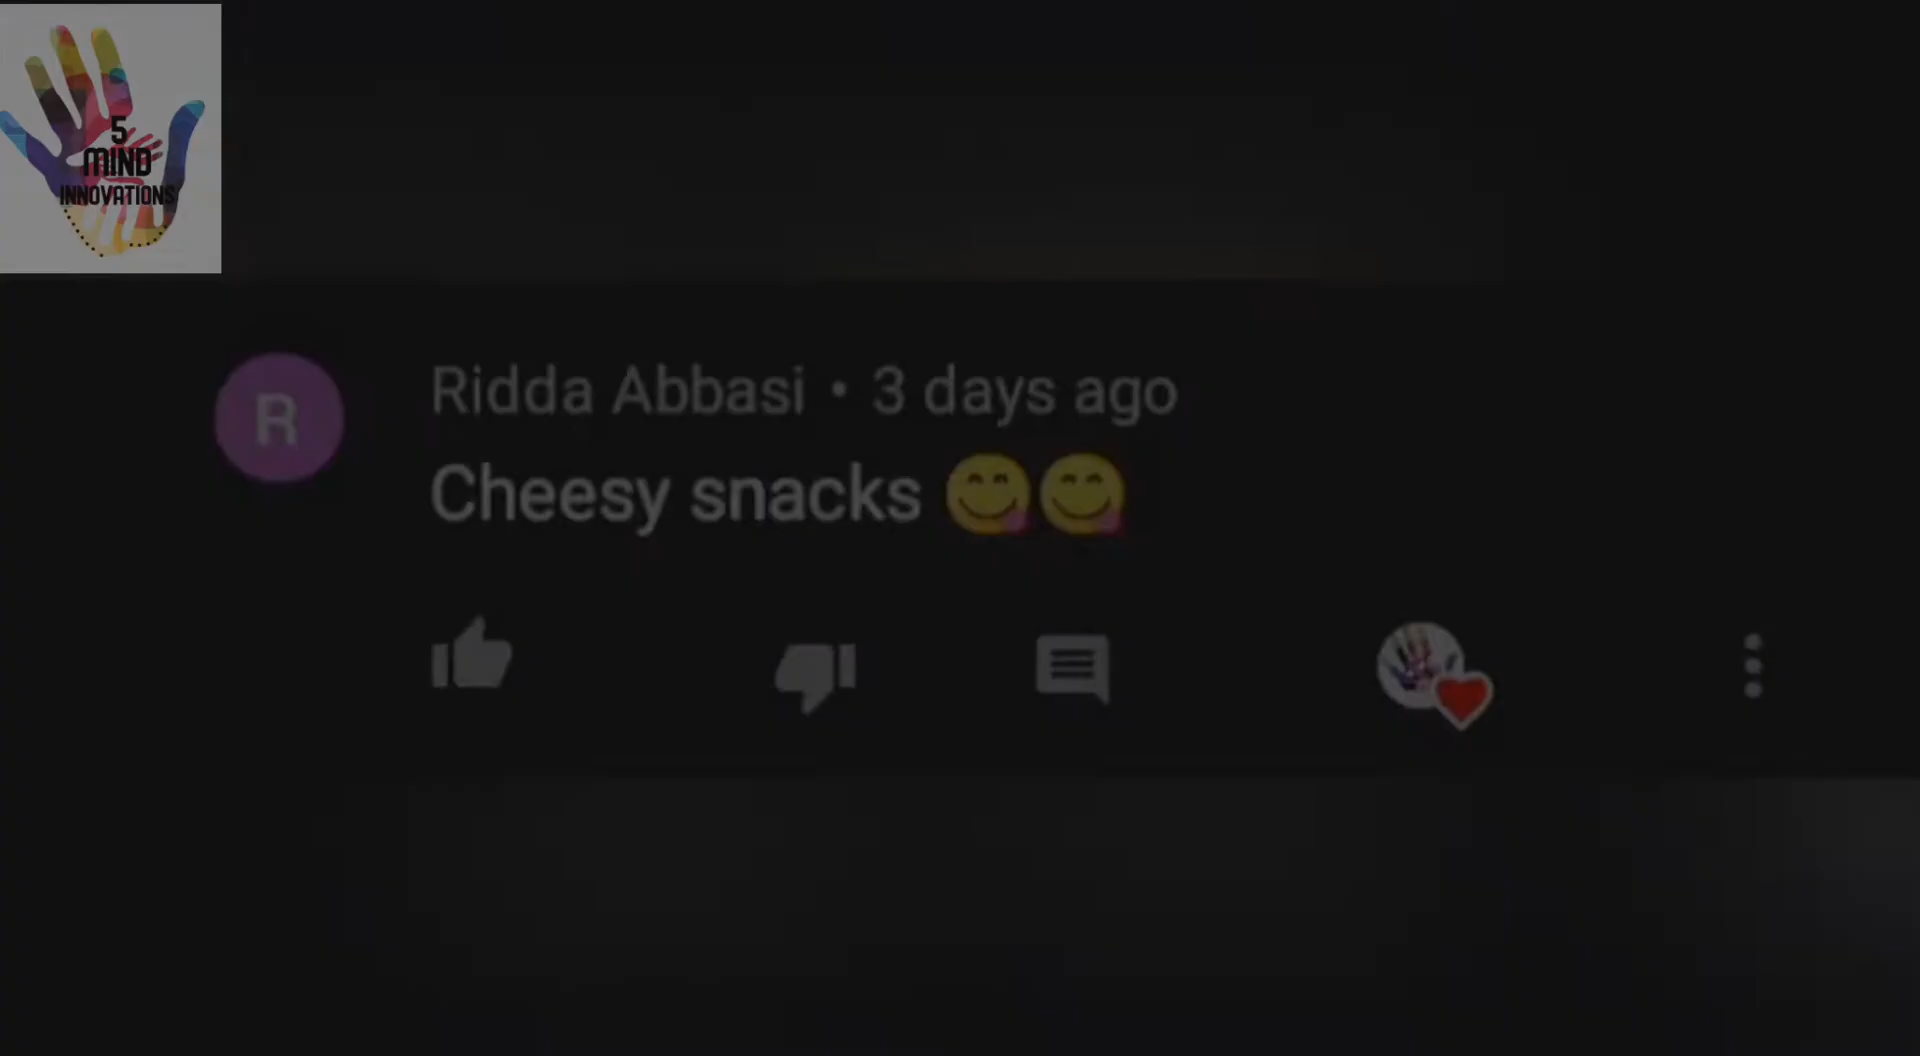 5
MIND
INNOVATIONS
R
Ridda Abbasi • 3 days ago
Cheesy snacks 😋😋